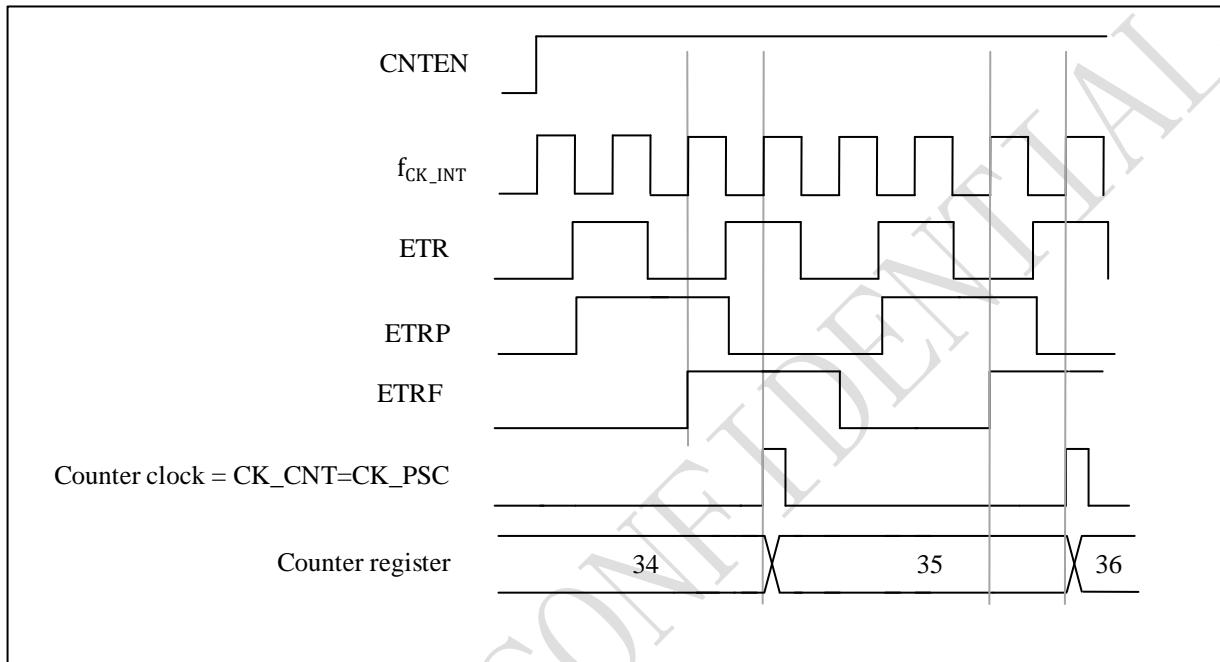 CNTEN
fCK_INT
ETR
ETRP
ETRF
Counter clock = CK_CNT=CK_PSC
Counter register
34
35
36
CONFIDENTIAL